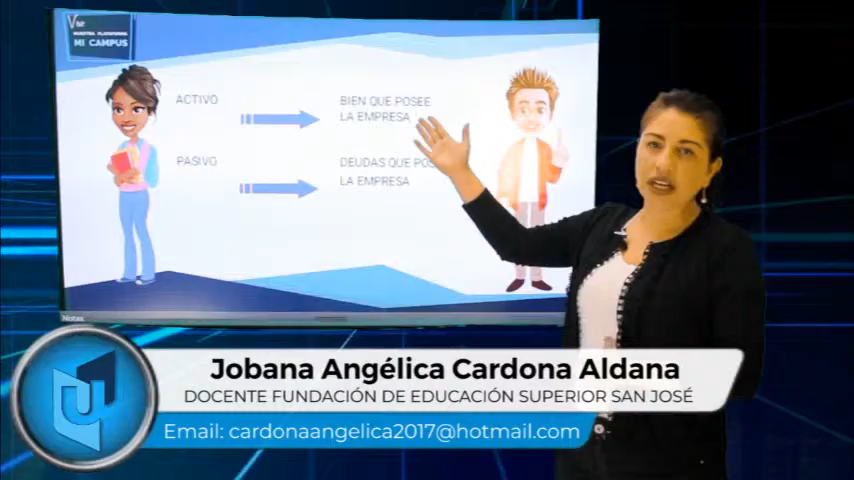 MI CAMPUS
ACTIVO
BIEN QUE POSEE
LA EMPRESA
PASIVO
DEUDAS QUE
LA EMPRESA
Notas
Jobana Angélica Cardona Aldana
DOCENTE FUNDACIÓN DE EDUCACIÓN SUPERIOR SAN JOSÉ
Email: cardonaangelica2017@hotmail.com